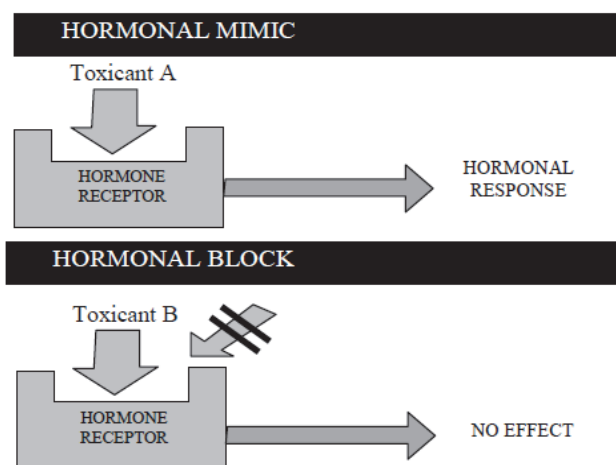 HORMONAL MIMIC
Toxicant A
HORMONE
RECEPTOR
HORMONAL
RESPONSE
HORMONAL BLOCK
Toxicant B
HORMONE
RECEPTOR
NO EFFECT